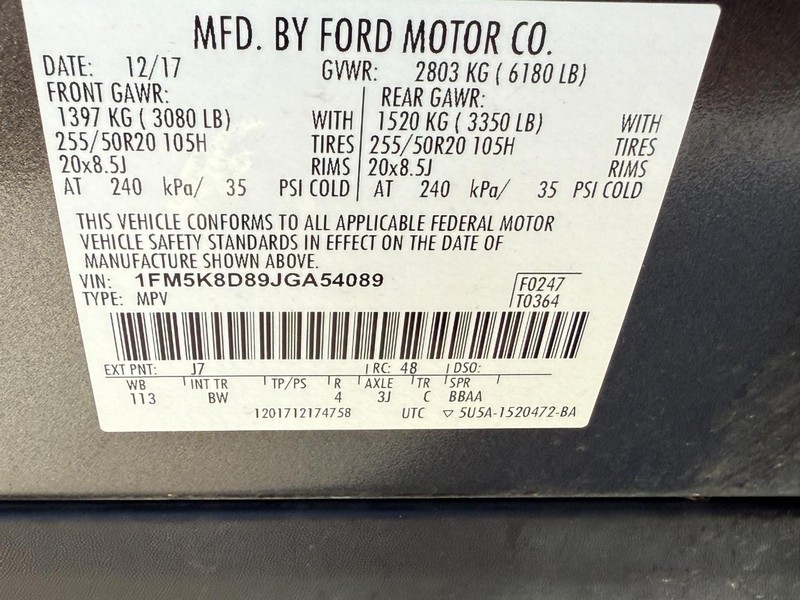 MFD. BY FORD MOTOR CO.
DATE: 12/17 GVWR: 2803 KG ( 6180 LB)
FRONT GAWR: REAR GAWR:
1397 KG ( 3080 LB) WITH 1520 KG ( 3350 LB) WITH
255/50R20 105H TIRES 255/50R20 105H TIRES
20x8.5J RIMS 20x8.5J RIMS
AT 240 kPa/ 35 PSI COLD AT 240 kPa/ 35 PSI COLD
THIS VEHICLE CONFORMS TO ALL APPLICABLE FEDERAL MOTOR
VEHICLE SAFETY STANDARDS IN EFFECT ON THE DATE OF
MANUFACTURE SHOWN ABOVE.
VIN: 1FM5K8D89JGA54089 F0247
TYPE: MPV T0364
EXT PNT: J7 RC: 48 DSO:
WB INT TR TP/PS R AXLE TR SPR
113 BW 4 3J C BBAA
1201712174758 UTC ▽ 5U5A-1520472-BA